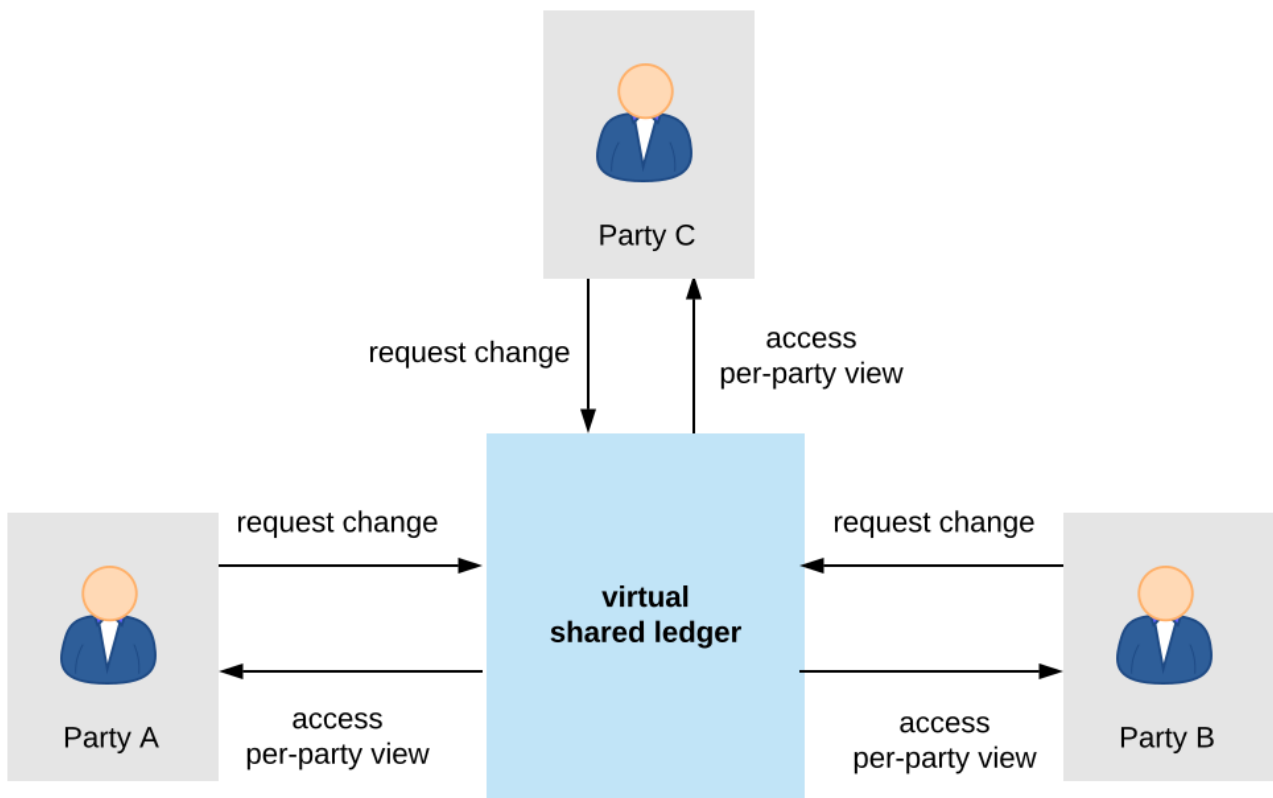 Party C
request change
access
per-party view
request change
request change
virtual
shared ledger
Party A
access
per-party view
access
per-party view
Party B